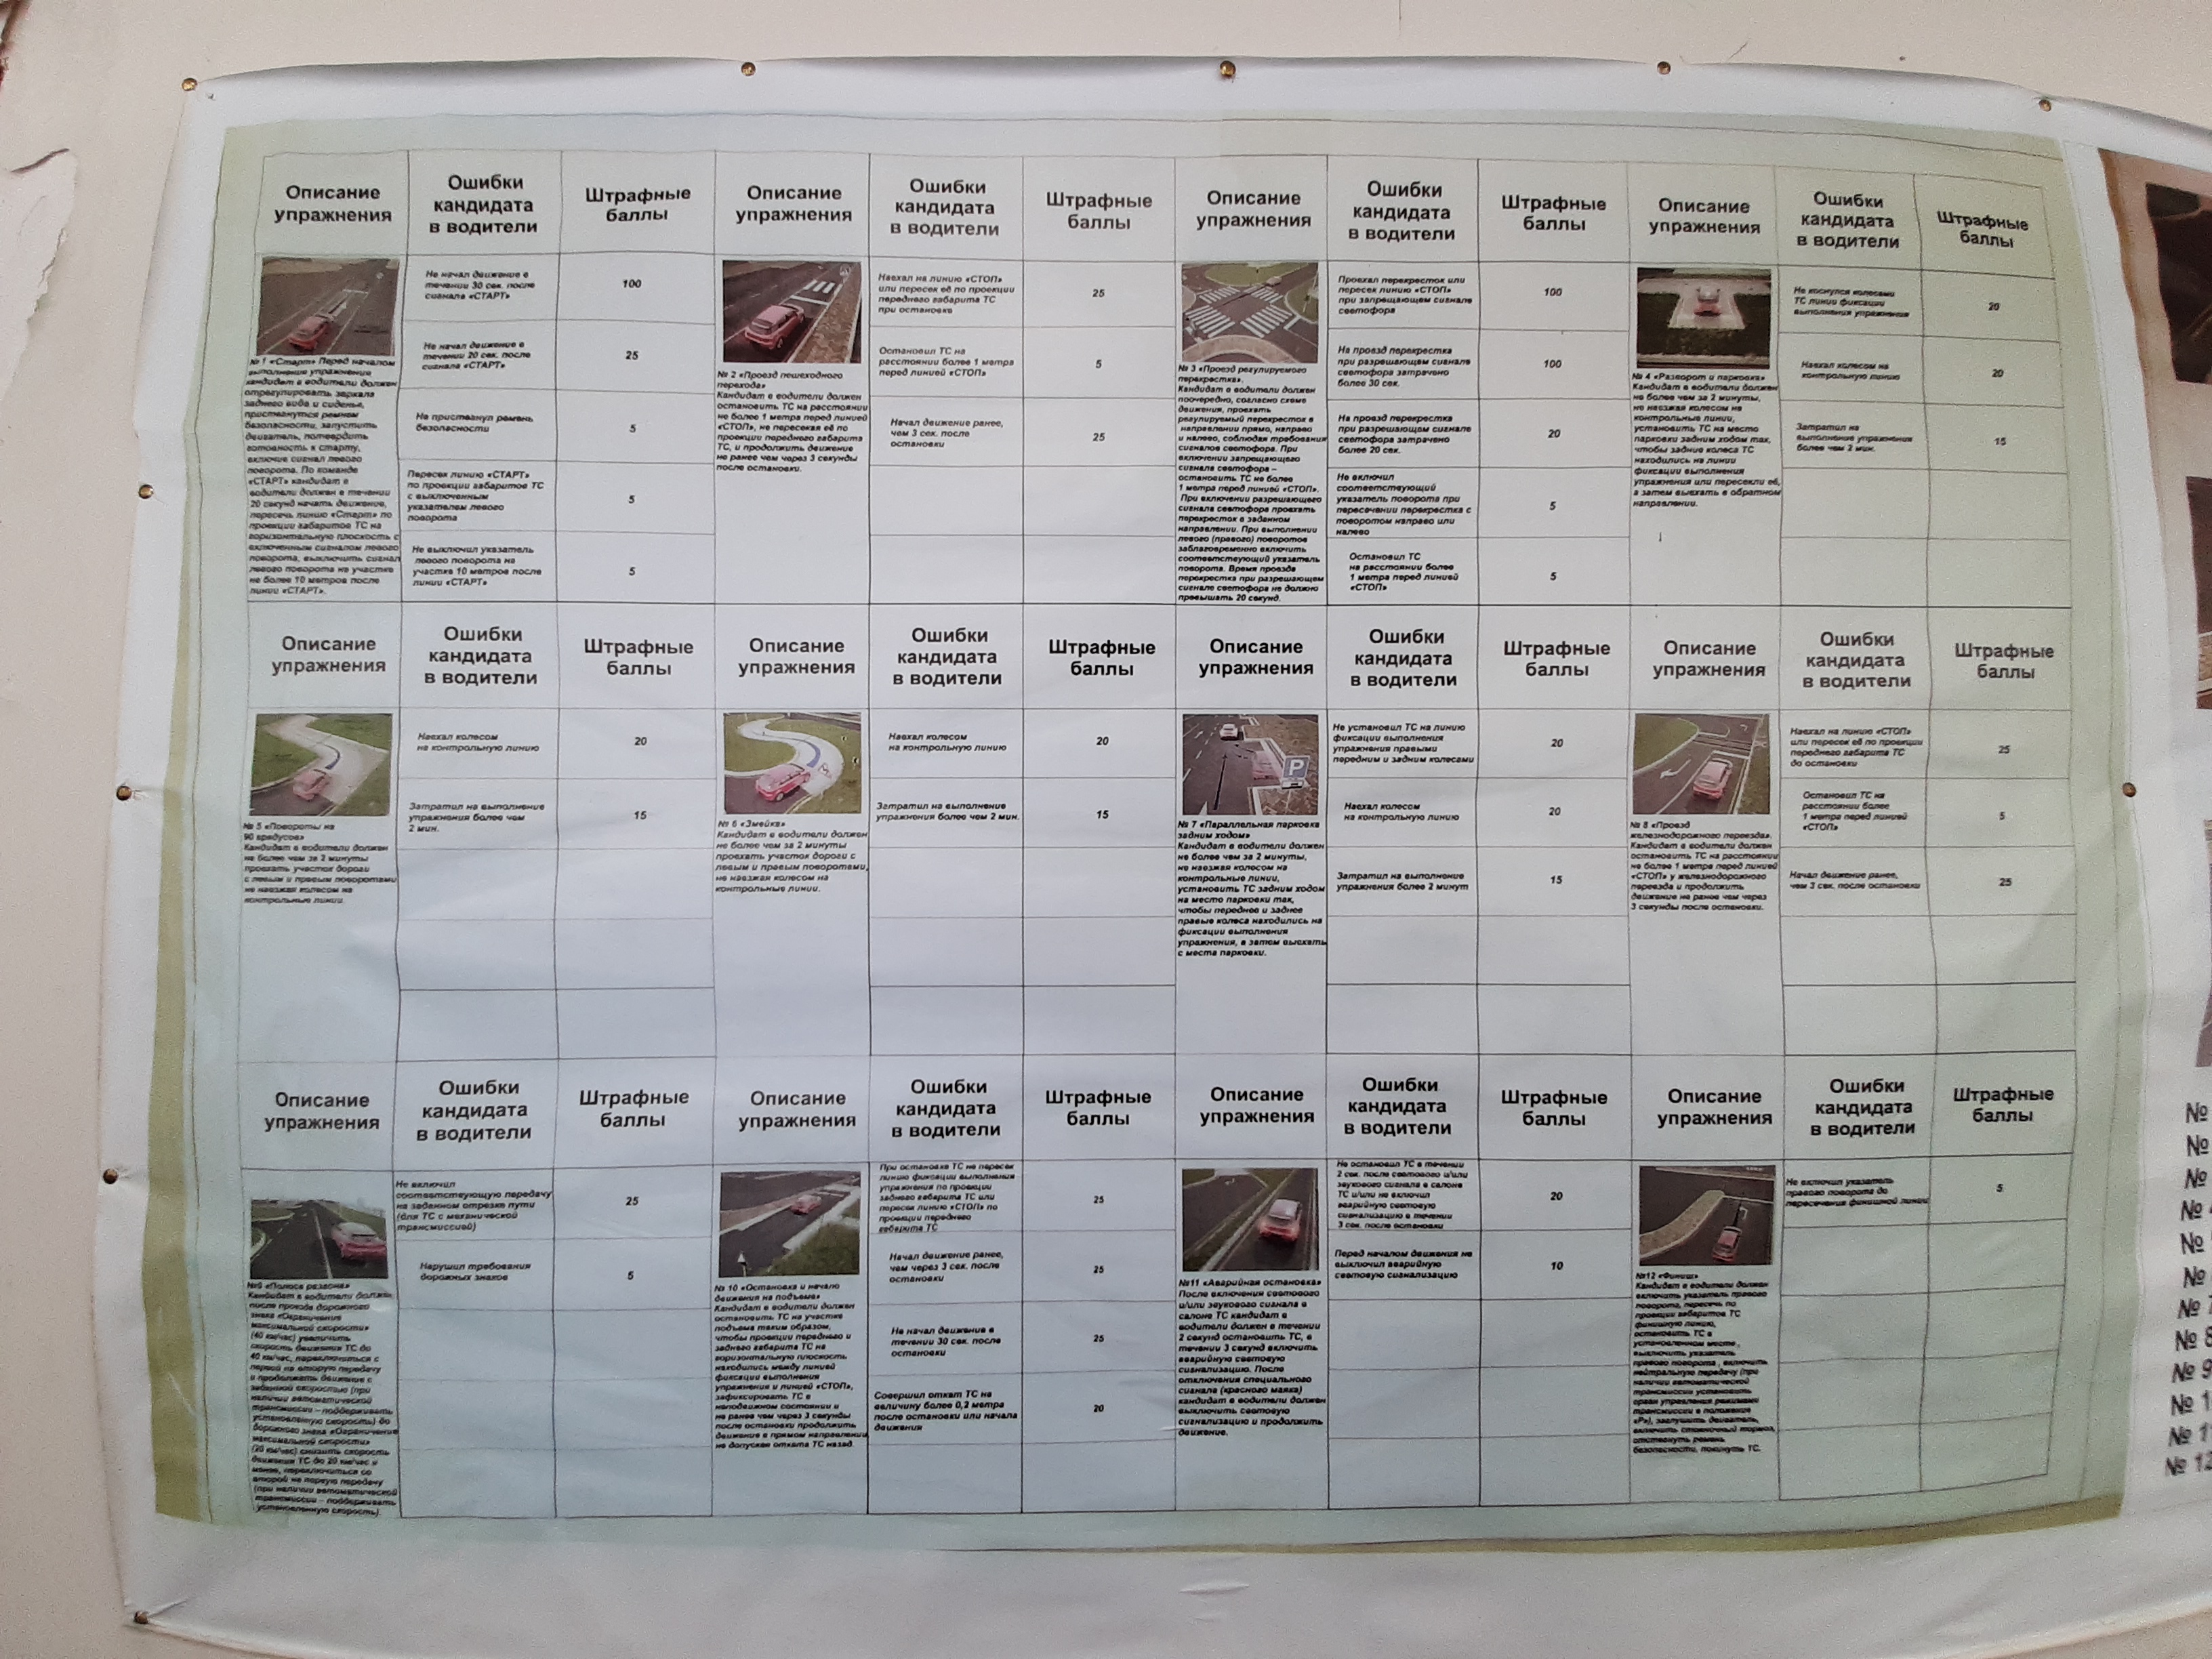 Описание
упражнения
Ошибки
кандидата
в водители
Штрафные
баллы
Описание
упражнения
Ошибки
кандидата
в водители
Штрафные
баллы
Описание
упражнения
Ошибки
кандидата
в водители
Штрафные
баллы
Описание
упражнения
Ошибки
кандидата
в водители
Штрафные
баллы
№ 1 «Старт» Перед началом
выполнения упражнения
кандидат в водители должен
отрегулировать зеркала
заднего вида и сиденья,
пристегнуться ремнем
безопасности, запустить
двигатель, потвердить
готовность к старту,
включив сигнал левого
поворота. По команде
«СТАРТ» кандидат в
водители должен в течении
20 секунд начать движение,
пересечь линию «Старт» по
проекции габаритов ТС на
горизонтальную плоскость с
включенным сигналом левого
поворота, выключить сигнал
левого поворота на участке
не более 10 метров после
линии «СТАРТ».
Не начал движение в
течении 30 сек. после
сигнала «СТАРТ»
100
Не начал движение в
течении 20 сек. после
сигнала «СТАРТ»
25
Не пристегнул ремень
безопасности
5
Пересек линию «СТАРТ»
по проекции габаритов ТС
с выключенным
указателем левого
поворота
5
Не выключил указатель
левого поворота на
участке 10 метров после
линии «СТАРТ»
5
№ 2 «Проезд пешеходного
перехода»
Кандидат в водители должен
остановить ТС на расстоянии
не более 1 метра перед линией
«СТОП», не пересекая её по
проекции переднего габарита
ТС, и продолжить движение
не ранее чем через 3 секунды
после остановки.
Наехал на линию «СТОП»
или пересек её по проекции
переднего габарита ТС
при остановке
25
Остановил ТС на
расстоянии более 1 метра
перед линией «СТОП»
5
Начал движение ранее,
чем 3 сек. после
остановки
25
№ 3 «Проезд регулируемого
перекрестка».
Кандидат в водители должен
поочередно, согласно схеме
движения, проехать
регулируемый перекресток в
направлении прямо, направо
и налево, соблюдая требования
сигналов светофора. При
включении запрещающего
сигнала светофора –
остановить ТС не более
1 метра перед линией «СТОП».
При включении разрешающего
сигнала светофора проехать
перекресток в заданном
направлении. При выполнении
левого (правого) поворотов
заблаговременно включить
соответствующий указатель
поворота. Время проезда
перекрестка при разрешающем
сигнале светофора не должно
превышать 20 секунд.
Проехал перекресток или
пересек линию «СТОП»
при запрещающем сигнале
светофора
100
На проезд перекрестка
при разрешающем сигнале
светофора затрачено
более 30 сек.
100
На проезд перекрестка
при разрешающем сигнале
светофора затрачено
более 20 сек.
20
Не включил
соответствующий
указатель поворота при
пересечении перекрестка с
поворотом направо или
налево
5
Остановил ТС
на расстоянии более
1 метра перед линией
«СТОП»
5
№ 4 «Разворот и парковка»
Кандидат в водители должен
не более чем за 2 минуты,
не наезжая колесом на
контрольные линии,
установить ТС на место
парковки задним ходом так,
чтобы задние колеса ТС
находились на линии
фиксации выполнения
упражнения или пересекли её,
а затем выехать в обратном
направлении.
Не коснулся колесами
ТС линии фиксации
выполнения упражнения
20
Наехал колесом на
контрольную линию
20
Затратил на
выполнение упражнения
более чем 2 мин.
15
Описание
упражнения
Ошибки
кандидата
в водители
Штрафные
баллы
Описание
упражнения
Ошибки
кандидата
в водители
Штрафные
баллы
Описание
упражнения
Ошибки
кандидата
в водители
Штрафные
баллы
Описание
упражнения
Ошибки
кандидата
в водители
Штрафные
баллы
№ 5 «Повороты на
90 градусов»
Кандидат в водители должен
не более чем за 2 минуты
проехать участок дороги
с левым и правым поворотами,
не наезжая колесом на
контрольные линии.
Наехал колесом
на контрольную линию
20
Затратил на выполнение
упражнения более чем
2 мин.
15
№ 6 «Змейка»
Кандидат в водители должен
не более чем за 2 минуты
проехать участок дороги с
левым и правым поворотами,
не наезжая колесом на
контрольные линии.
Наехал колесом
на контрольную линию
20
Затратил на выполнение
упражнения более чем 2 мин.
15
P
№ 7 «Параллельная парковка
задним ходом»
Кандидат в водители должен
не более чем за 2 минуты,
не наезжая колесом на
контрольные линии,
установить ТС задним ходом
на место парковки так,
чтобы переднее и заднее
правые колеса находились на
фиксации выполнения
упражнения, а затем выехать
с места парковки.
Не установил ТС на линию
фиксации выполнения
упражнения правыми
передним и задним колесами
20
Наехал колесом
на контрольную линию
20
Затратил на выполнение
упражнения более 2 минут
15
№ 8 «Проезд
железнодорожного переезда».
Кандидат в водители должен
остановить ТС на расстоянии
не более 1 метра перед линией
«СТОП» у железнодорожного
переезда и продолжить
движение не ранее чем через
3 секунды после остановки.
Наехал на линию «СТОП»
или пересек её по проекции
переднего габарита ТС
до остановки
25
Остановил ТС на
расстоянии более
1 метра перед линией
«СТОП»
5
Начал движение ранее,
чем 3 сек. после остановки
25
Описание
упражнения
Ошибки
кандидата
в водители
Штрафные
баллы
Описание
упражнения
Ошибки
кандидата
в водители
Штрафные
баллы
Описание
упражнения
Ошибки
кандидата
в водители
Штрафные
баллы
Описание
упражнения
Ошибки
кандидата
в водители
Штрафные
баллы
№9 «Полоса разгона»
Кандидат в водители должен
после проезда дорожного
знака «Ограничения
максимальной скорости»
(40 км/час) увеличить
скорость движения ТС до
40 км/час, переключиться с
первой на вторую передачу
и продолжать движение с
заданной скоростью (при
наличии автоматической
трансмиссии – поддерживать
установленную скорость) до
дорожного знака «Ограничение
максимальной скорости»
(20 км/час) снизить скорость
движения ТС до 20 км/час и
менее, переключиться со
второй на первую передачу
(при наличии автоматической
трансмиссии – поддерживать
установленную скорость).
Не включил
соответствующую передачу
на заданном отрезке пути
(для ТС с механической
трансмиссией)
25
Нарушил требования
дорожных знаков
5
№ 10 «Остановка и начало
движения на подъеме»
Кандидат в водители должен
остановить ТС на участке
подъема таким образом,
чтобы проекции переднего и
заднего габарита ТС на
горизонтальную плоскость
находились между линией
фиксации выполнения
упражнения и линией «СТОП»,
зафиксировать ТС в
неподвижном состоянии и
не ранее чем через 3 секунды
после остановки продолжить
движение в прямом направлении
не допуская отката ТС назад.
При остановке ТС не пересек
линию фиксации выполнения
упражнения по проекции
заднего габарита ТС или
пересек линию «СТОП» по
проекции переднего
габарита ТС
25
Начал движение ранее,
чем через 3 сек. после
остановки
25
Не начал движение в
течении 30 сек. после
остановки
25
Совершил откат ТС на
величину более 0,2 метра
после остановки или начала
движения
20
№11 «Аварийная остановка»
После включения светового
и/или звукового сигнала в
салоне ТС кандидат в
водители должен в течении
2 секунд остановить ТС, в
течении 3 секунд включить
аварийную световую
сигнализацию. После
отключения специального
сигнала (красного маяка)
кандидат в водители должен
выключить световую
сигнализацию и продолжить
движение.
Не остановил ТС в течении
2 сек. после светового и/или
звукового сигнала в салоне
ТС и/или не включил
аварийную световую
сигнализацию в течении
3 сек. после остановки
20
Перед началом движения не
выключил аварийную
световую сигнализацию
10
№12 «Финиш»
Кандидат в водители должен
включить указатель правого
поворота, пересечь по
проекции габаритов ТС
финишную линию,
остановить ТС в
установленном месте,
выключить указатель
правого поворота, включить
нейтральную передачу (при
наличии автоматической
трансмиссии установить
орган управления режимами
трансмиссии в положение
«Р»), заглушить двигатель,
включить стояночный тормоз,
отстегнуть ремень
безопасности, покинуть ТС.
Не включил указатель
правого поворота до
пересечения финишной линии
5
№
№
№
№
№
№
№ 7
№ 8
№ 9
№ 1
№ 1
№ 12